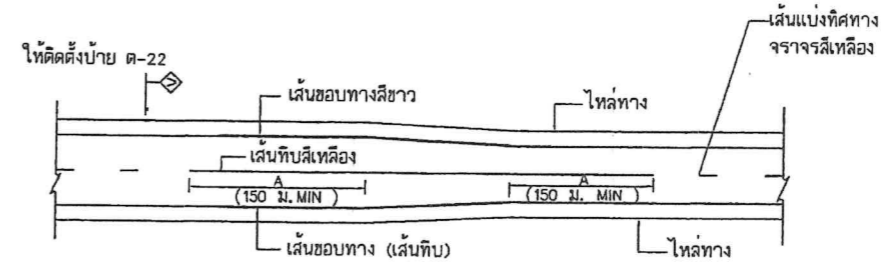 เส้นแบ่งทิศทาง
จราจรสีเหลือง
ให้ติดตั้งป้าย ต-22
เส้นขอบทางสีขาว
ไหล่ทาง
เส้นทึบสีเหลือง
A
(150 ม. MIN )
A
(150 ม. MIN )
เส้นขอบทาง (เส้นทึบ)
ไหล่ทาง